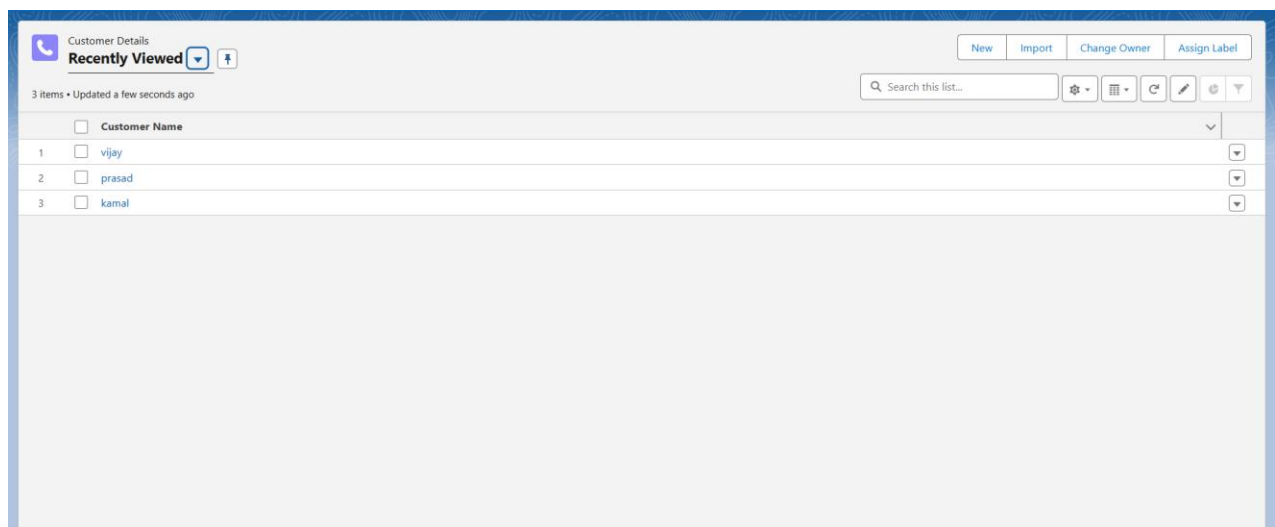 Customer Details
Recently Viewed
New Import Change Owner Assign Label
3 items • Updated a few seconds ago
Search this list...
Customer Name
1 vijay
2 prasad
3 kamal